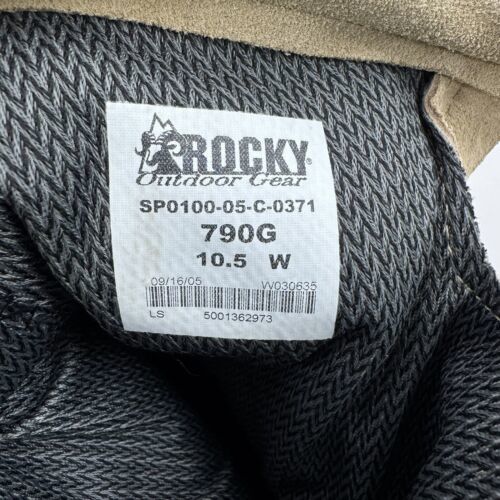 ROCKY®
Outdoor Gear
SP0100-05-C-0371
790G
10.5 W
09/16/05 W030635
LS 5001362973